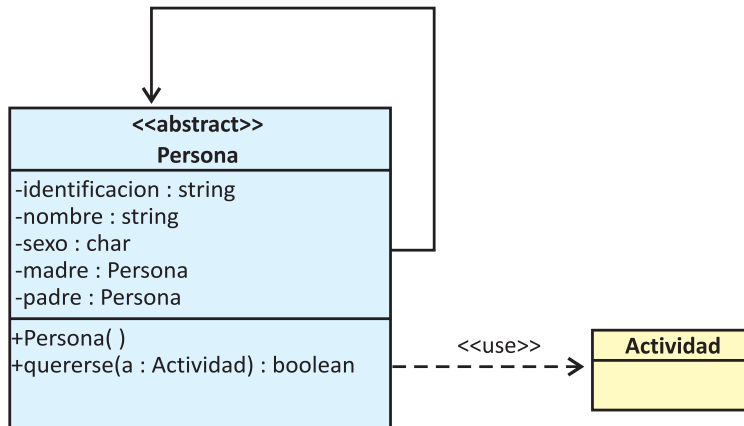 <<abstract>>
Persona
-identificacion : string
-nombre : string
-sexo : char
-madre : Persona
-padre : Persona
+Persona( )
+quererse(a : Actividad) : boolean
<<use>>
Actividad